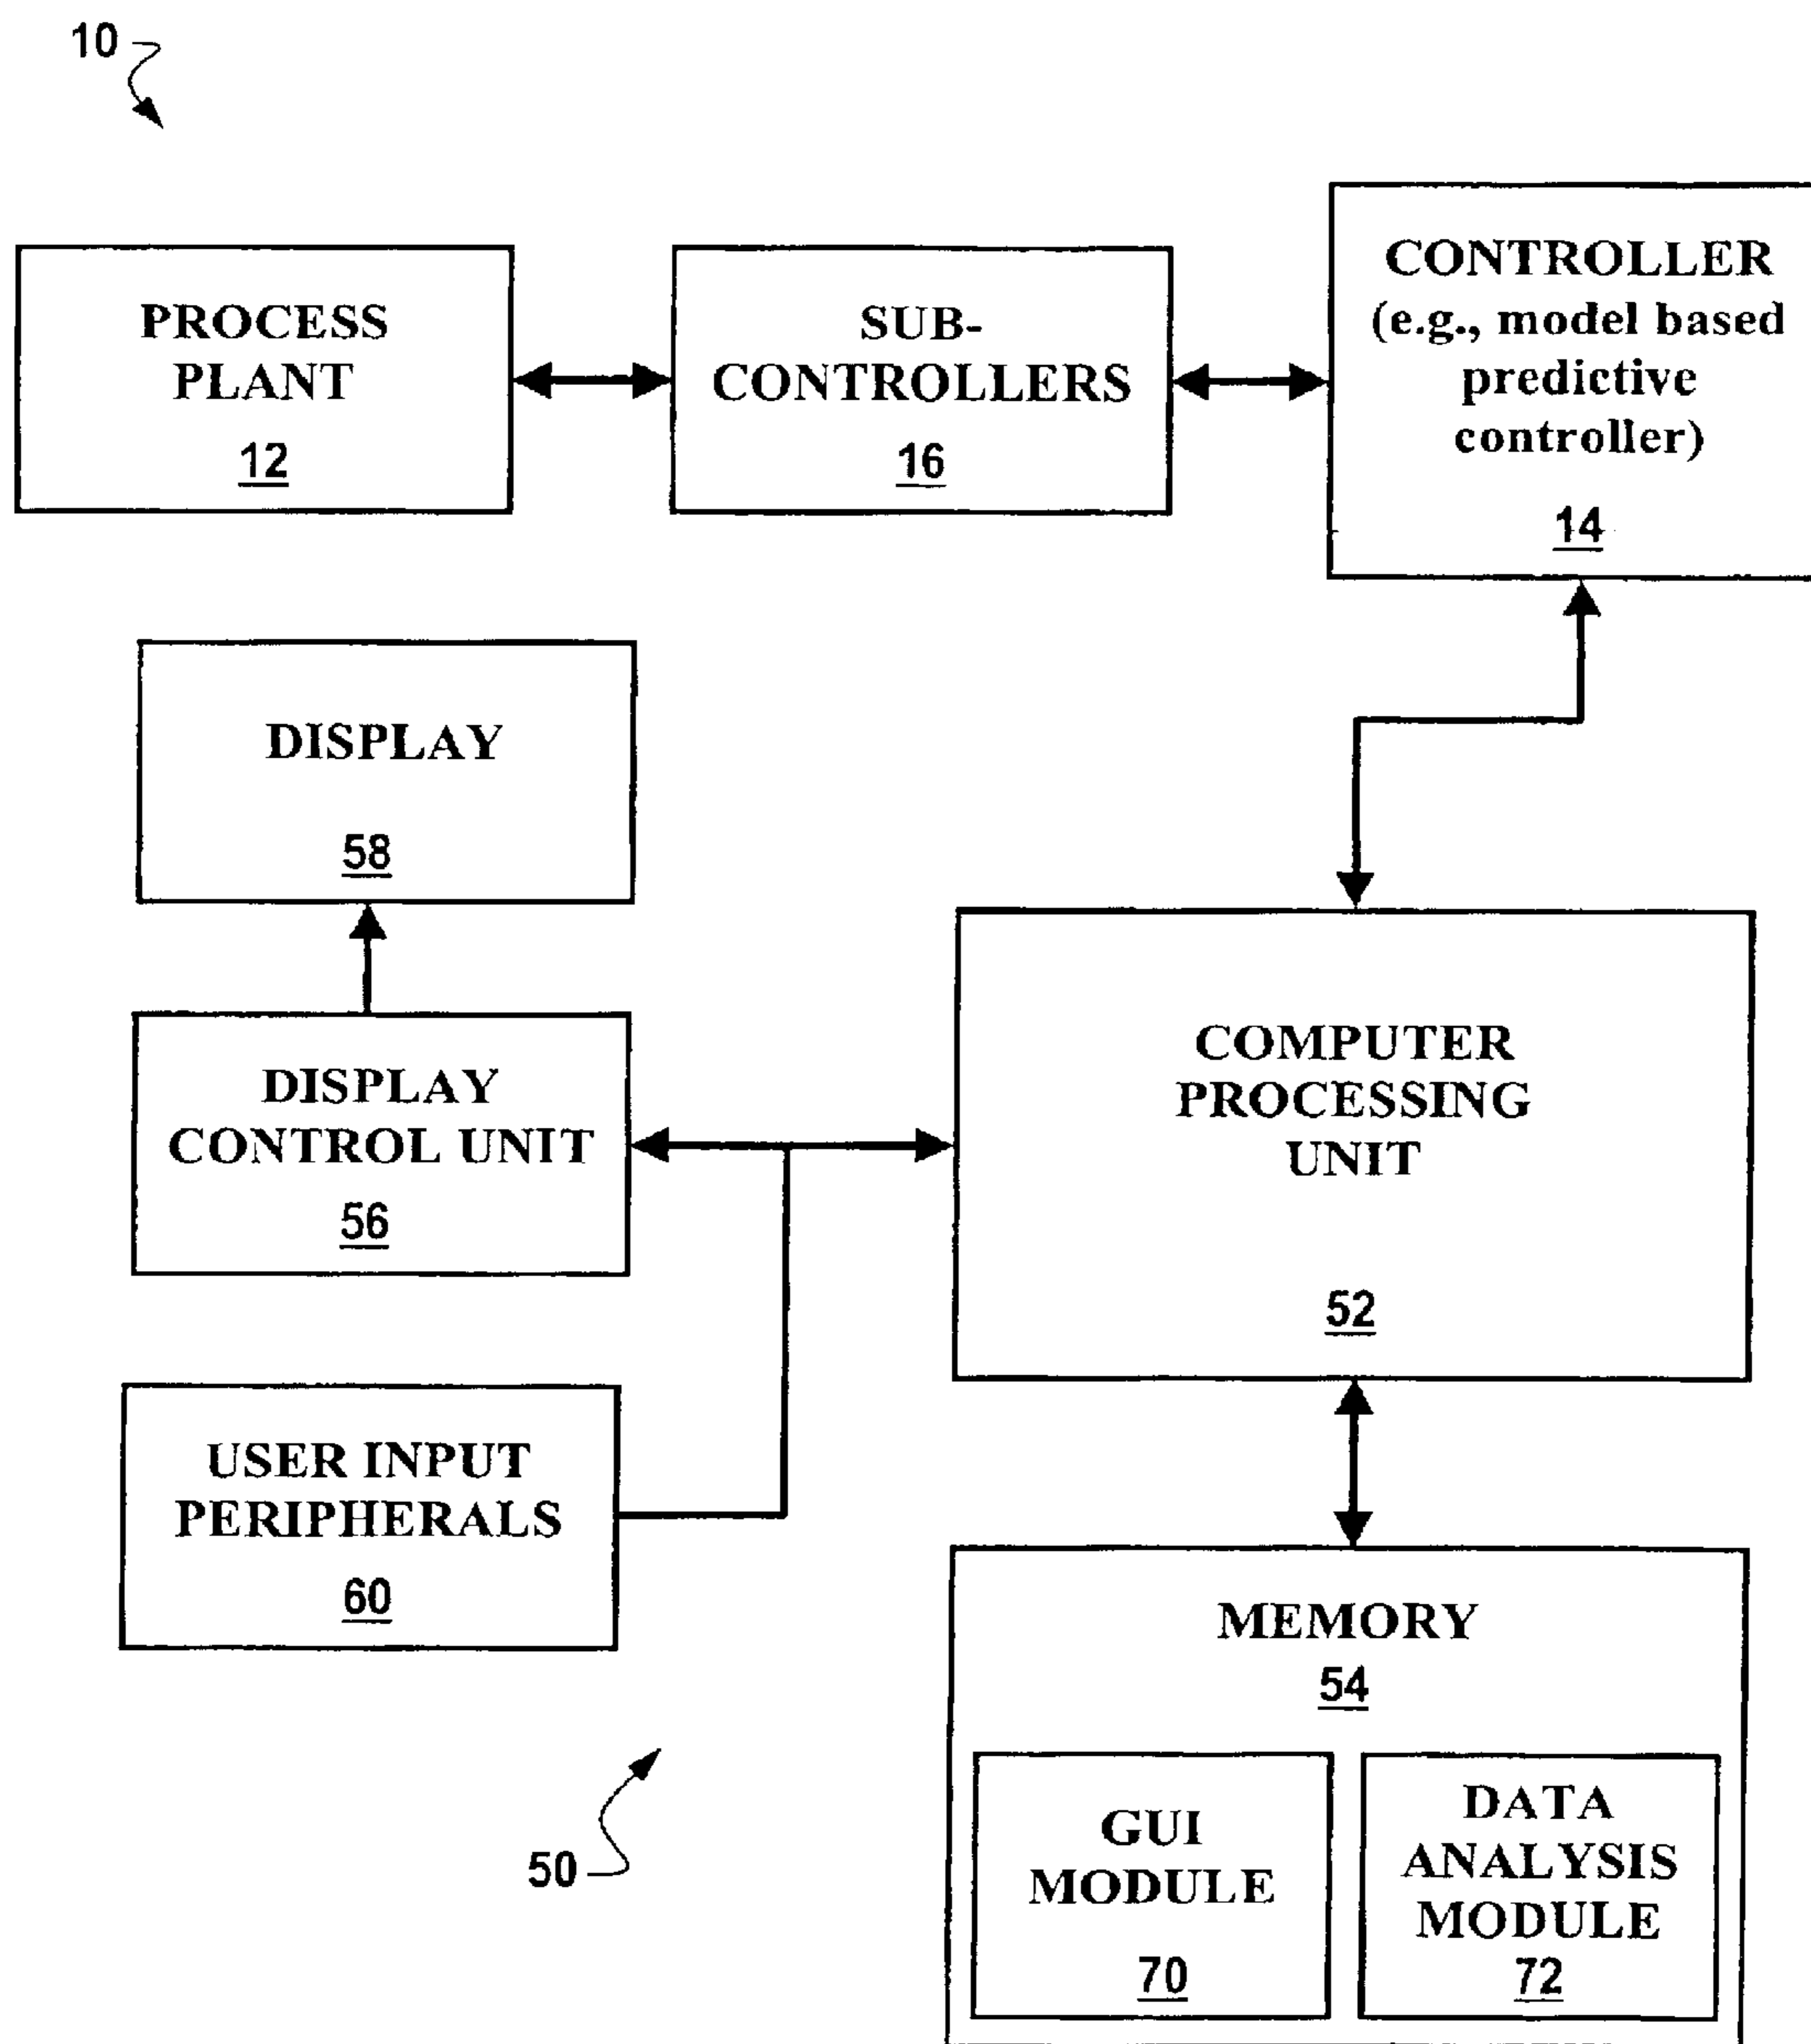 10
PROCESS
PLANT
12
SUB-
CONTROLLERS
16
CONTROLLER
(e.g., model based
predictive
controller)
14
DISPLAY
58
DISPLAY
CONTROL UNIT
56
COMPUTER
PROCESSING
UNIT
52
USER INPUT
PERIPHERALS
60
MEMORY
54
GUI
MODULE
70
DATA
ANALYSIS
MODULE
72
50